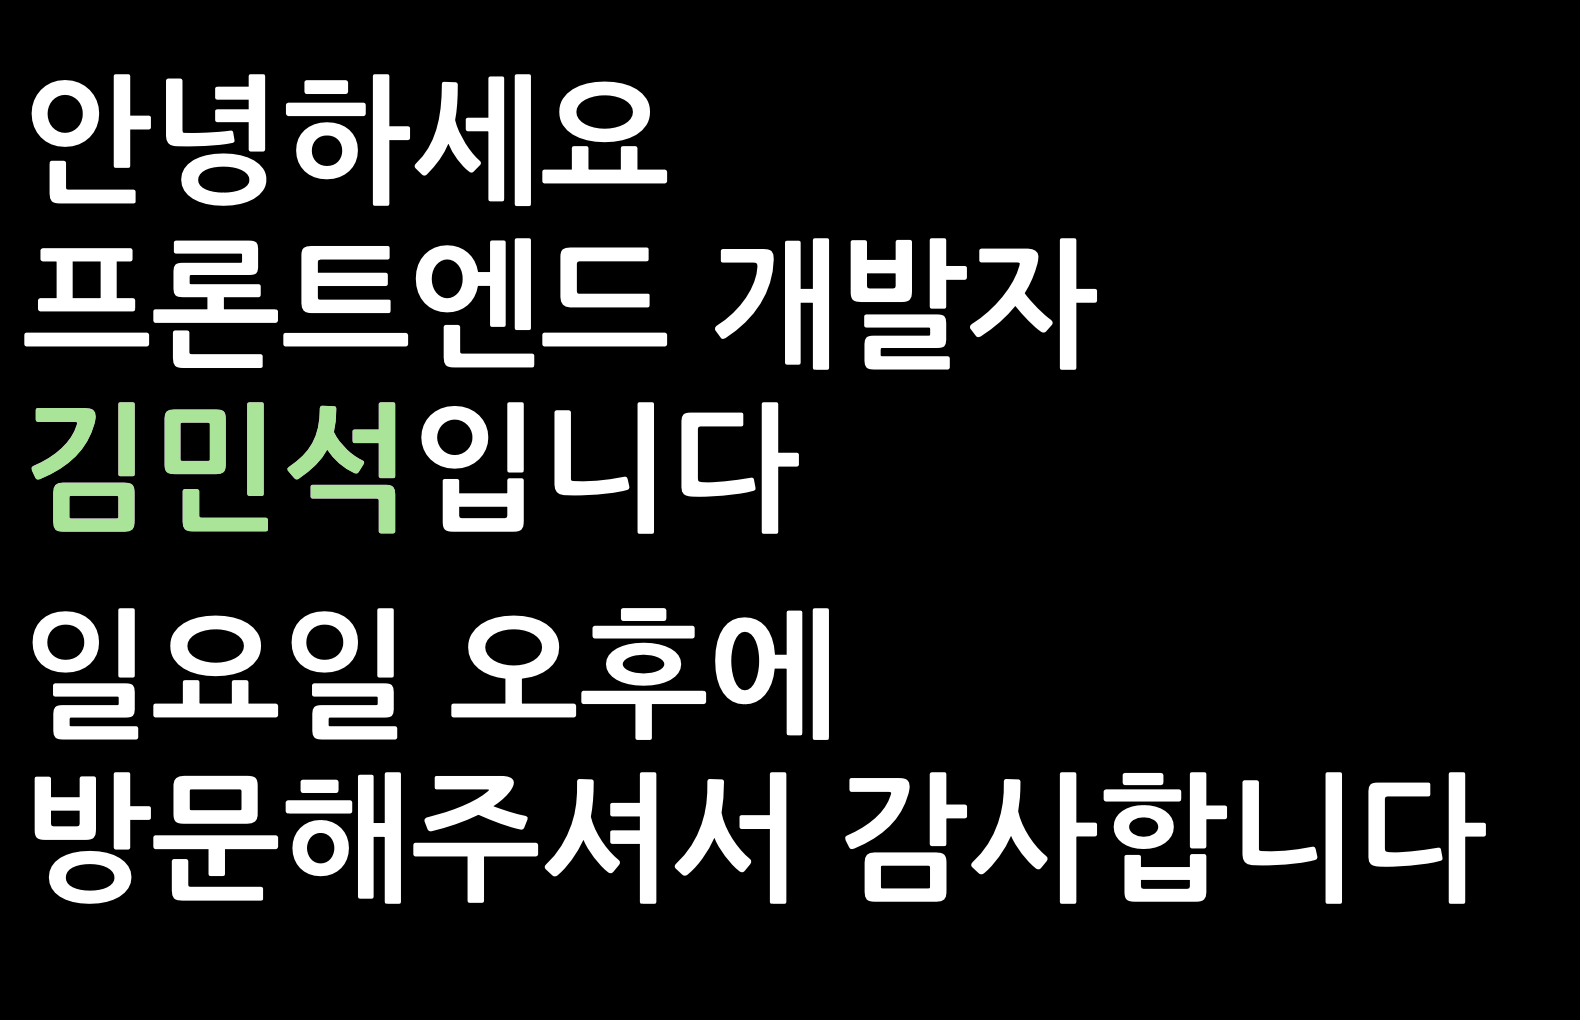 안녕하세요
프론트엔드 개발자
김민석입니다
일요일 오후에
방문해주셔서 감사합니다